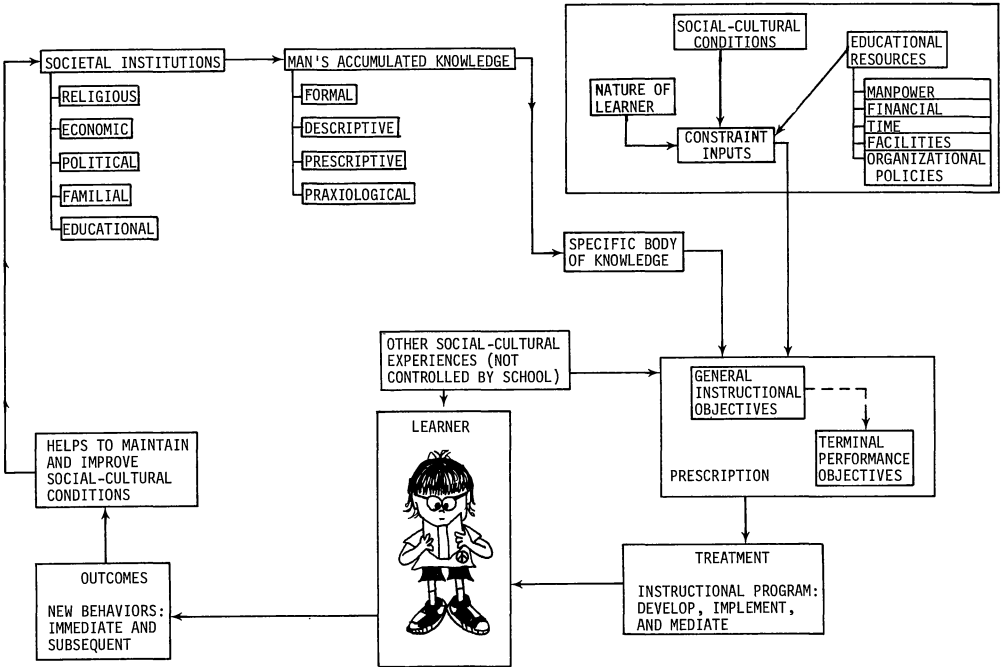 SOCIETAL INSTITUTIONS
RELIGIOUS
ECONOMIC
POLITICAL
FAMILIAL
EDUCATIONAL
MAN'S ACCUMULATED KNOWLEDGE
FORMAL
DESCRIPTIVE
PRESCRIPTIVE
PRAXIOLOGICAL
SOCIAL-CULTURAL
CONDITIONS
NATURE OF
LEARNER
CONSTRAINT
INPUTS
EDUCATIONAL
RESOURCES
MANPOWER
FINANCIAL
TIME
FACILITIES
ORGANIZATIONAL
POLICIES
SPECIFIC BODY
OF KNOWLEDGE
OTHER SOCIAL-CULTURAL
EXPERIENCES (NOT
CONTROLLED BY SCHOOL)
GENERAL
INSTRUCTIONAL
OBJECTIVES
TERMINAL
PERFORMANCE
OBJECTIVES
PRESCRIPTION
TREATMENT
INSTRUCTIONAL PROGRAM:
DEVELOP, IMPLEMENT,
AND MEDIATE
LEARNER
OUTCOMES
NEW BEHAVIORS:
IMMEDIATE AND
SUBSEQUENT
HELPS TO MAINTAIN
AND IMPROVE
SOCIAL-CULTURAL
CONDITIONS